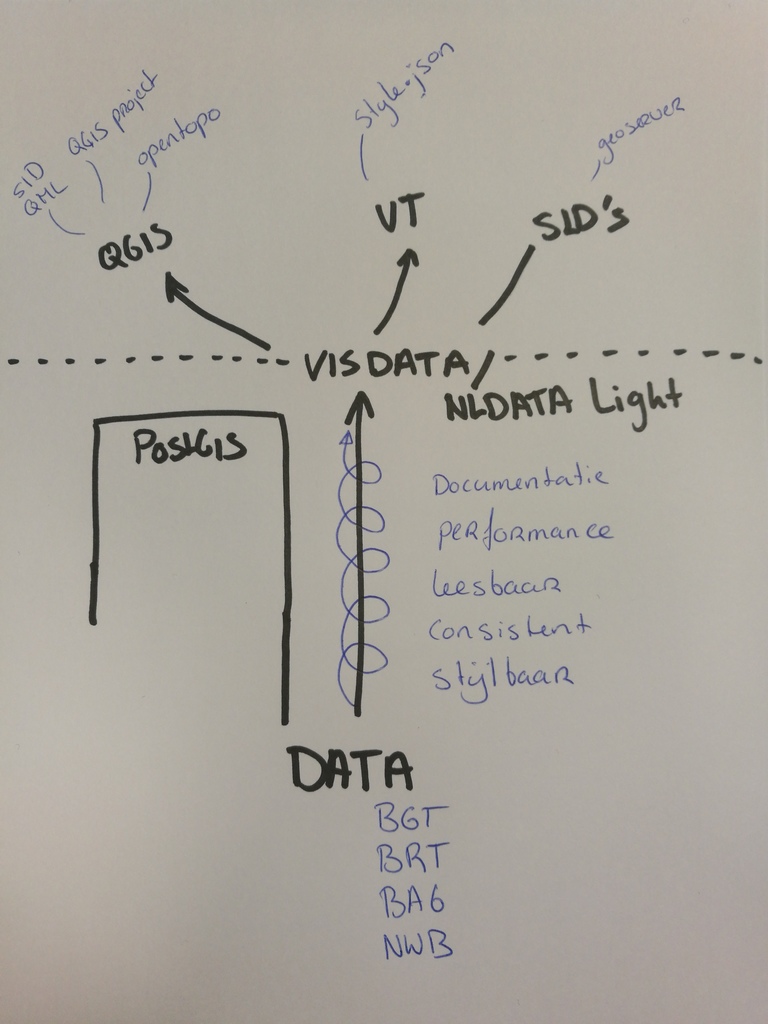 style.json
QGIS project
opentopo
geoserver
SLD
QML
QGIS
VT
SLD's
VISDATA/
NLDATA Light
PostGIS
Documentatie
performance
leesbaar
consistent
stijlbaar
DATA
BGT
BRT
BAG
NWB